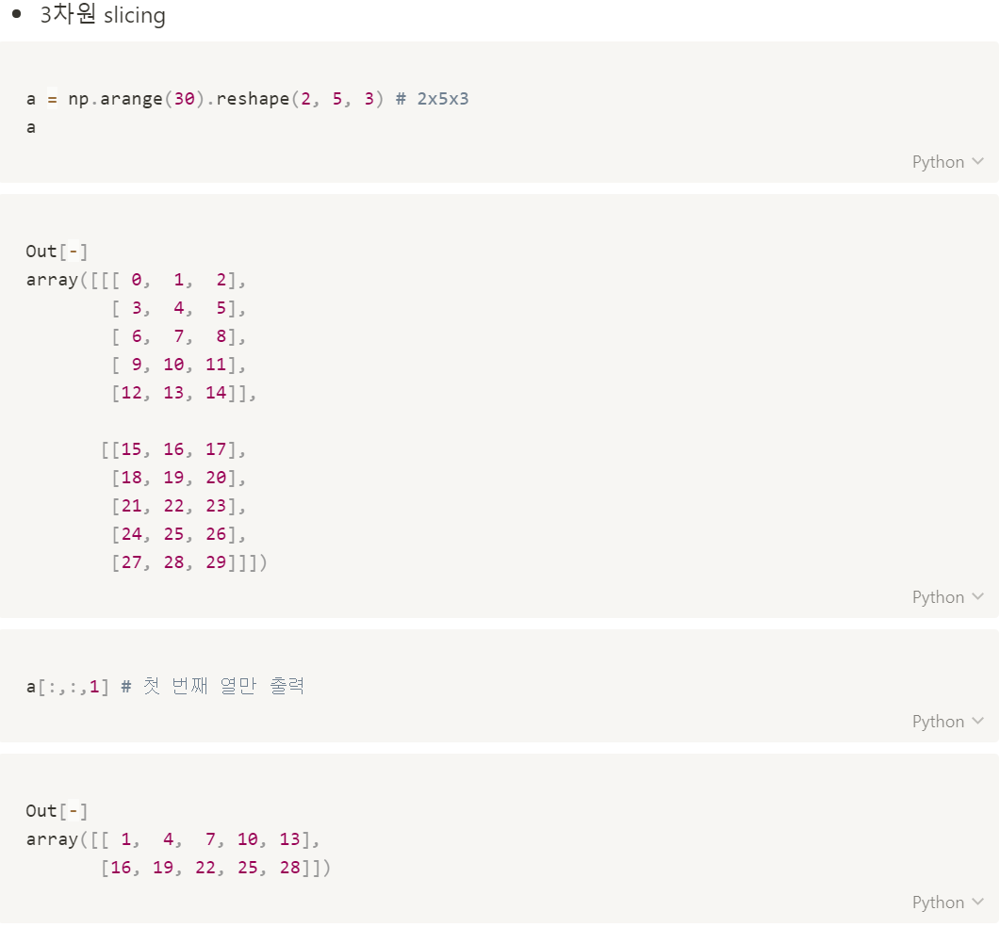 • 3차원 slicing
a = np.arange(30).reshape(2, 5, 3) # 2x5x3
a
Python
Out[-]
array([[[ 0,  1,  2],
        [ 3,  4,  5],
        [ 6,  7,  8],
        [ 9, 10, 11],
        [12, 13, 14]],
       [[15, 16, 17],
        [18, 19, 20],
        [21, 22, 23],
        [24, 25, 26],
        [27, 28, 29]]])
Python
a[:,:,1] # 첫 번째 열만 출력
Python
Out[-]
array([[ 1,  4,  7, 10, 13],
       [16, 19, 22, 25, 28]])
Python